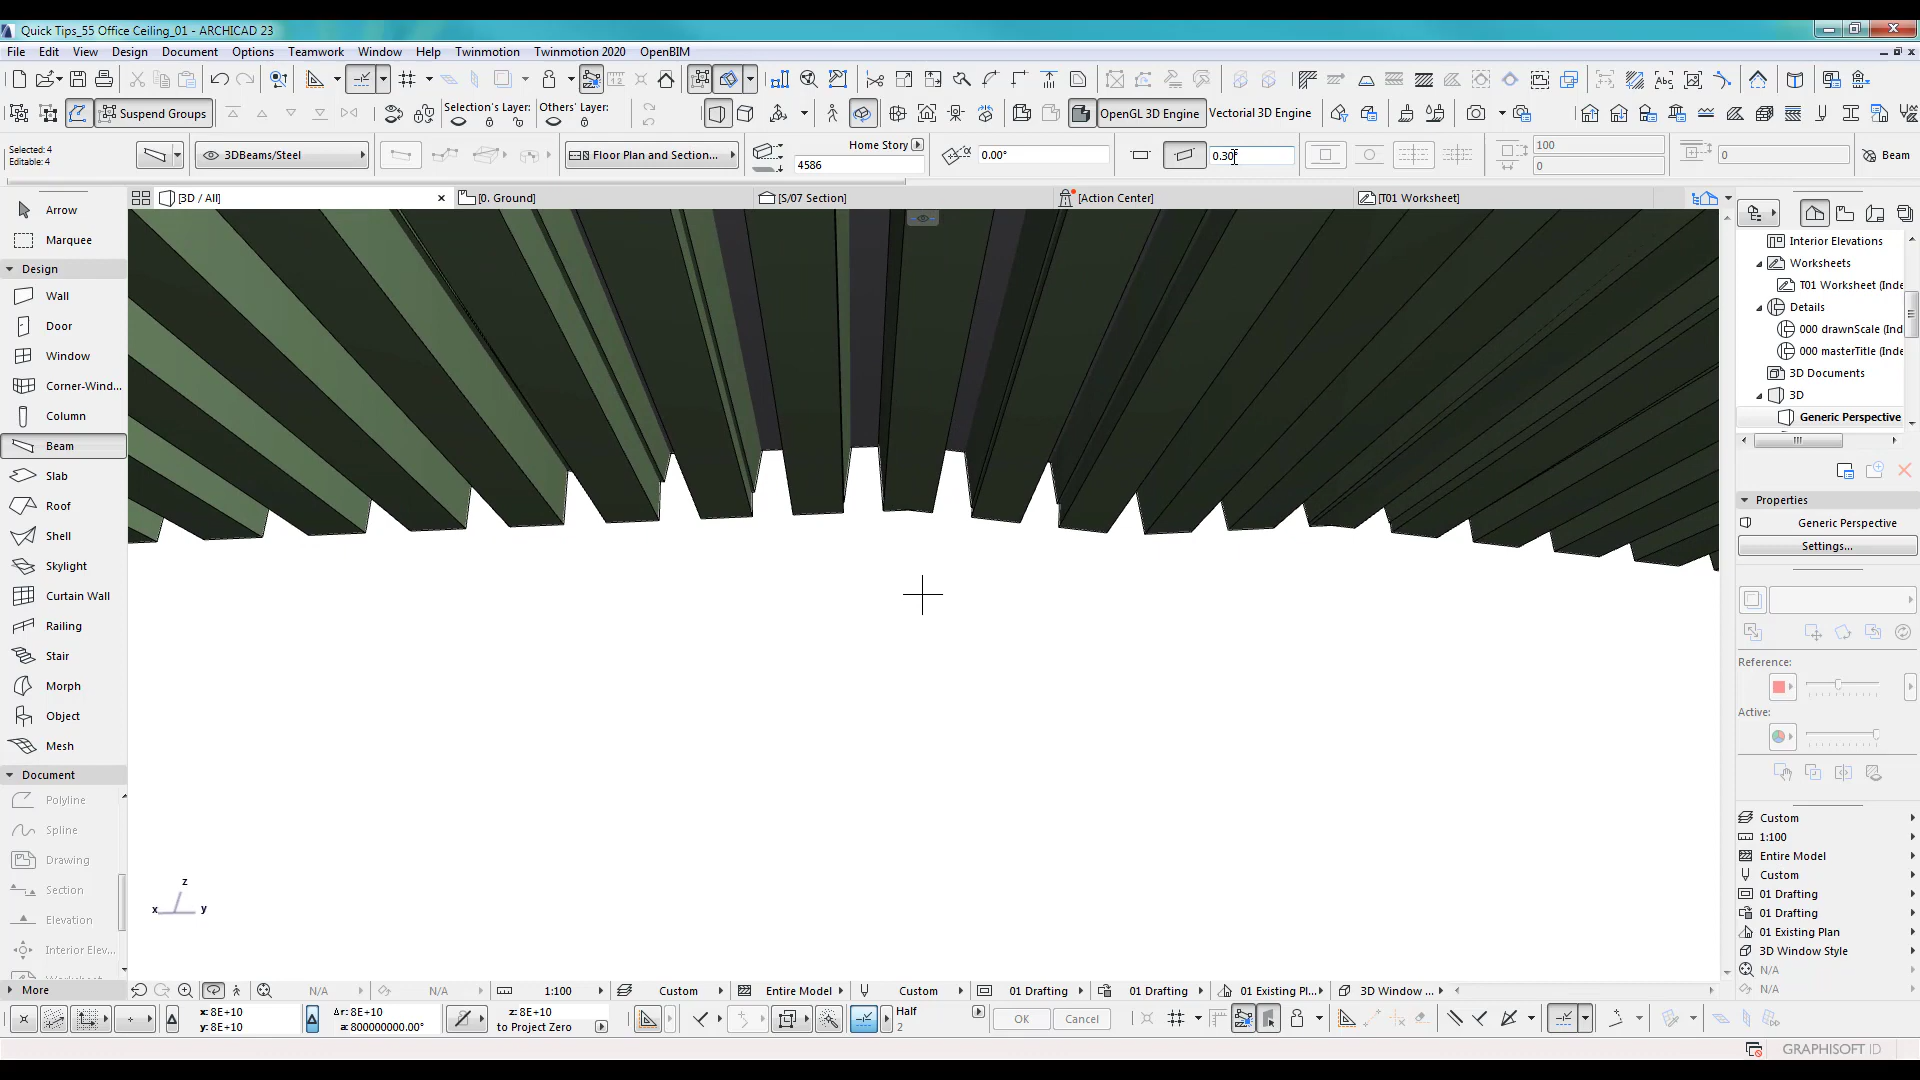 Quick Tips_55 Office Ceiling_01 - ARCHICAD 23
File Edit View Design Document Options Teamwork Window Help Twinmotion Twinmotion 2020 OpenBIM
Suspend Groups
Selection's Layer:
Others' Layer:
OpenGL 3D Engine
Vectorial 3D Engine
Selected: 4
Editable: 4
3DBeams/Steel
Floor Plan and Section...
Home Story
4586
0.00°
0.30
100
0
0
Beam
[3D / All]
[0. Ground]
[S/07 Section]
[Action Center]
[T01 Worksheet]
Arrow
Marquee
Design
Wall
Door
Window
Corner-Wind...
Column
Beam
Slab
Roof
Shell
Skylight
Curtain Wall
Railing
Stair
Morph
Object
Mesh
Document
Polyline
Spline
Drawing
Section
Elevation
Interior Elev...
More
z
x
y
Interior Elevations
Worksheets
T01 Worksheet (Inde
Details
000 drawnScale (Ind
000 masterTitle (Inde
3D Documents
3D
Generic Perspective
Properties
Generic Perspective
Settings...
Reference:
Active:
Custom
1:100
Entire Model
Custom
01 Drafting
01 Drafting
01 Existing Plan
3D Window Style
N/A
N/A
N/A N/A 1:100 Custom Entire Model Custom 01 Drafting 01 Drafting 01 Existing Pl... 3D Window ...
x: 8E+10
y: 8E+10
Δr: 8E+10
a: 800000000.00°
z: 8E+10
to Project Zero
Half
2
OK
Cancel
GRAPHISOFT ID